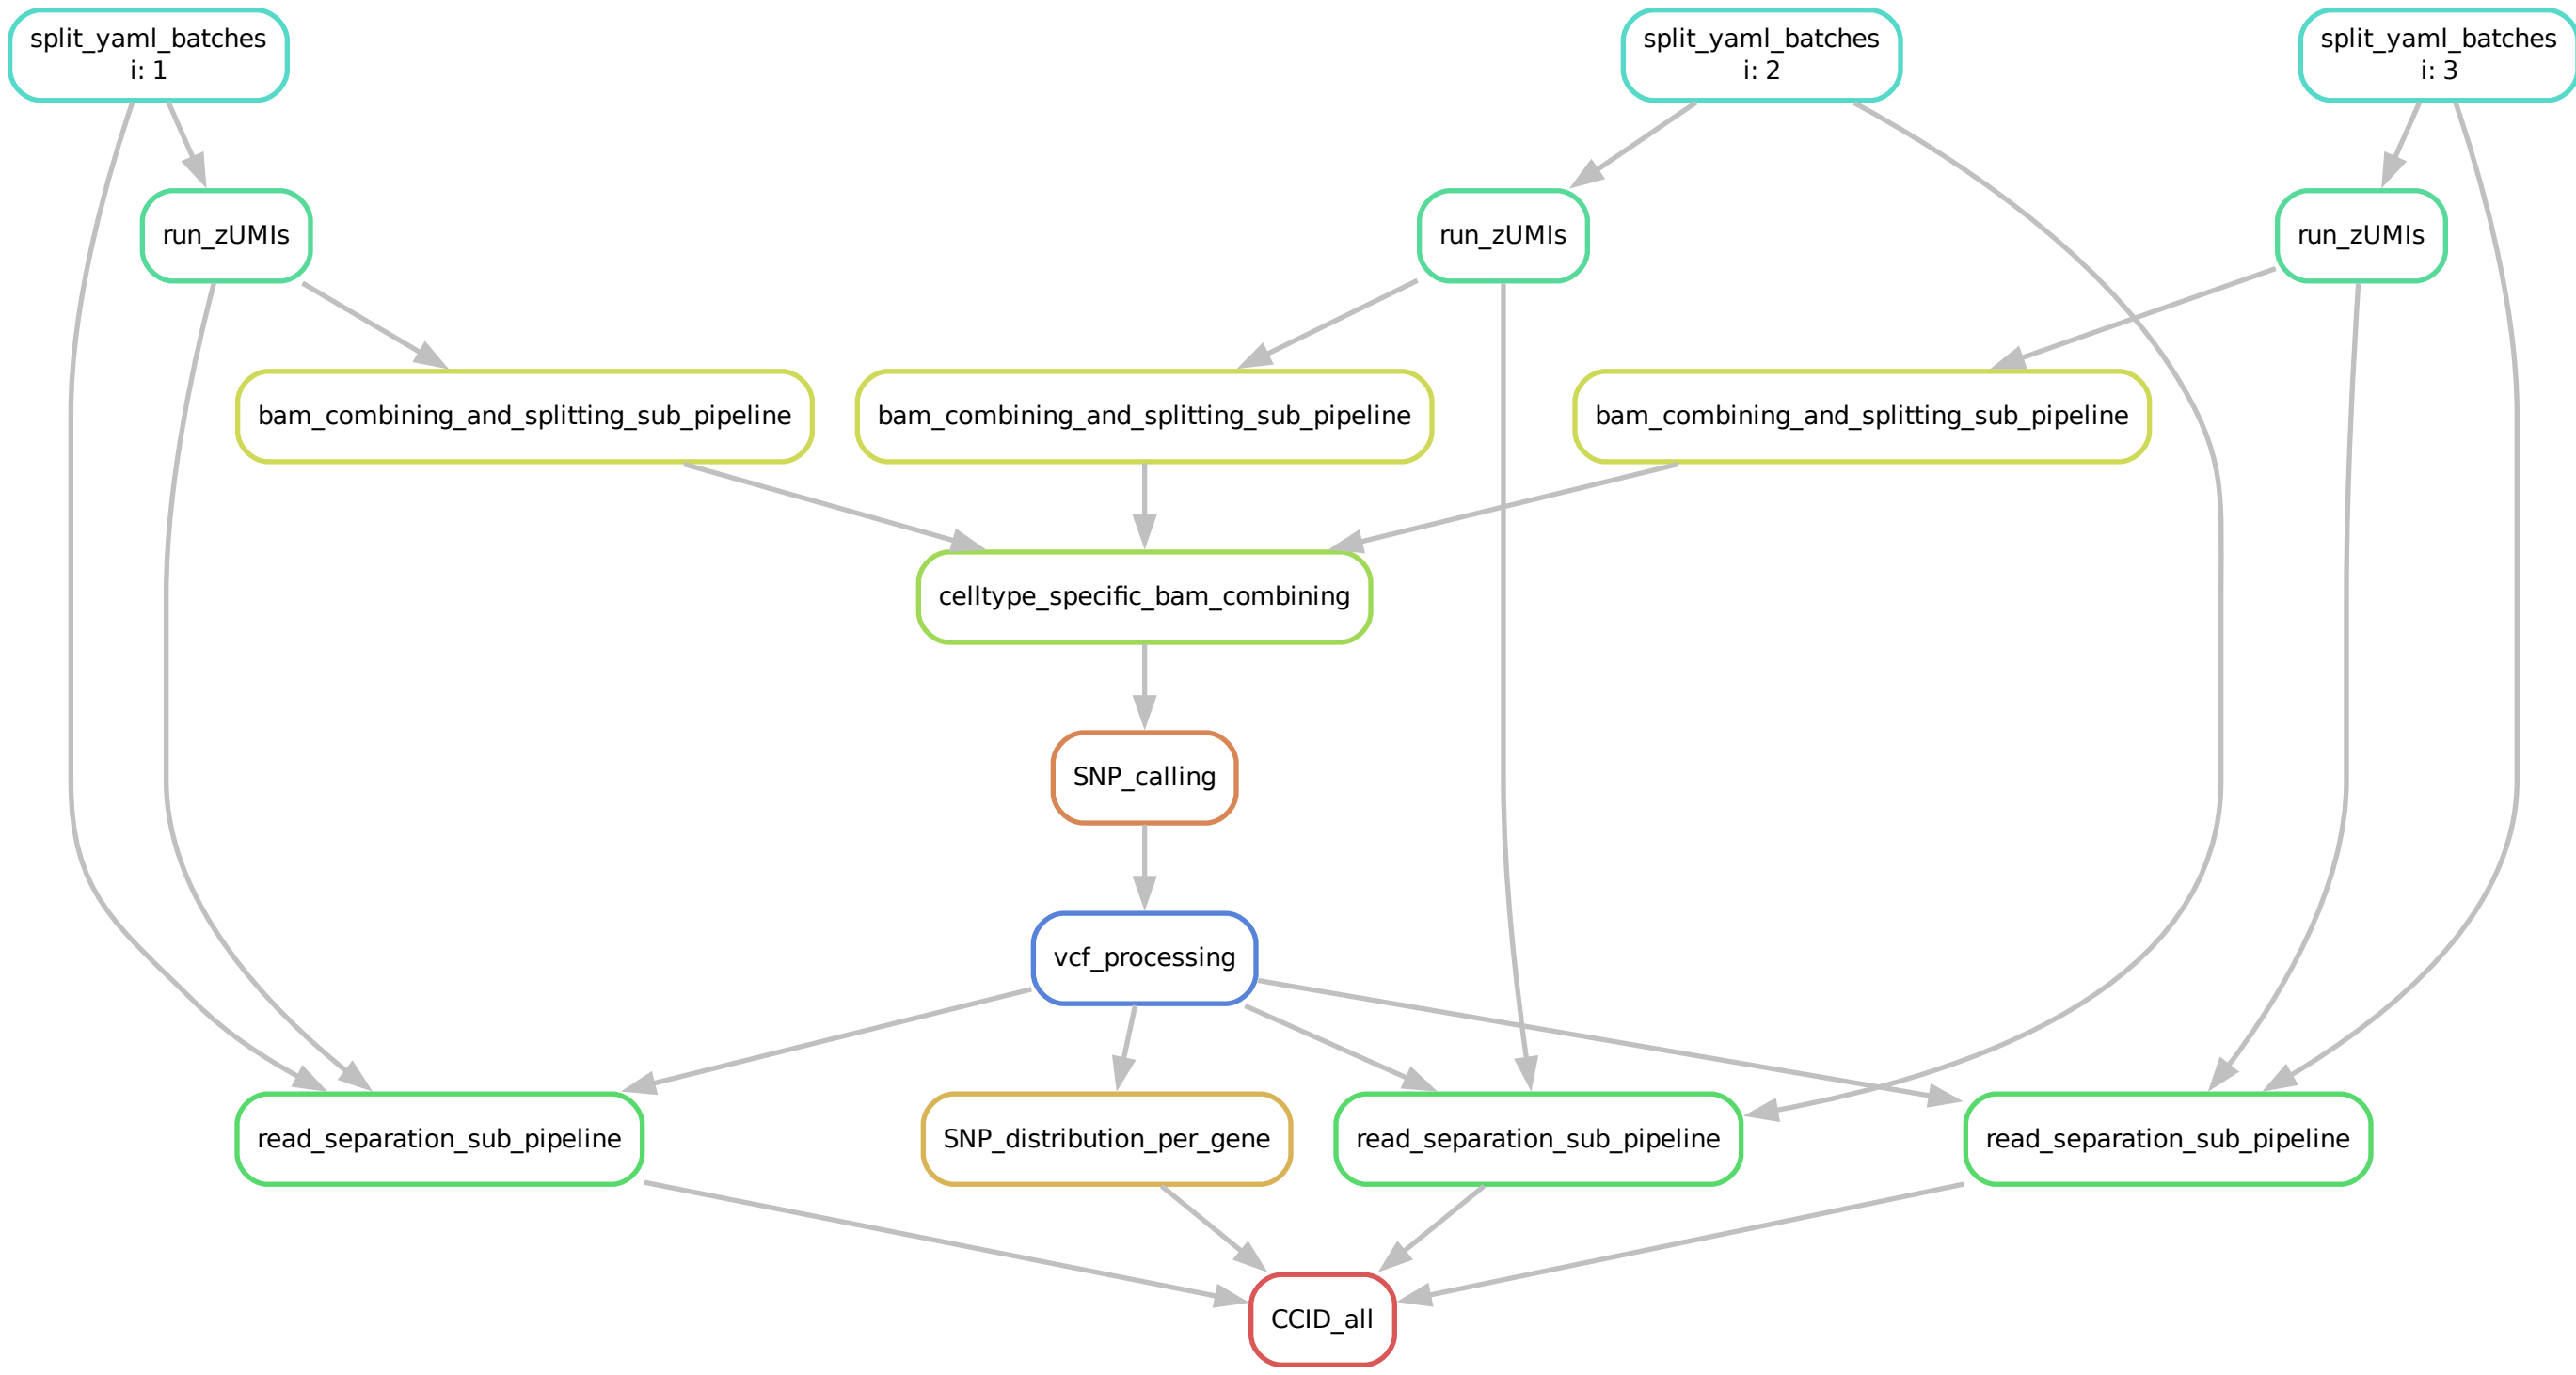 split_yaml_batches
i: 1
split_yaml_batches
i: 2
split_yaml_batches
i: 3
run_zUMIs
run_zUMIs
run_zUMIs
bam_combining_and_splitting_sub_pipeline
bam_combining_and_splitting_sub_pipeline
bam_combining_and_splitting_sub_pipeline
celltype_specific_bam_combining
SNP_calling
vcf_processing
read_separation_sub_pipeline
SNP_distribution_per_gene
read_separation_sub_pipeline
read_separation_sub_pipeline
CCID_all